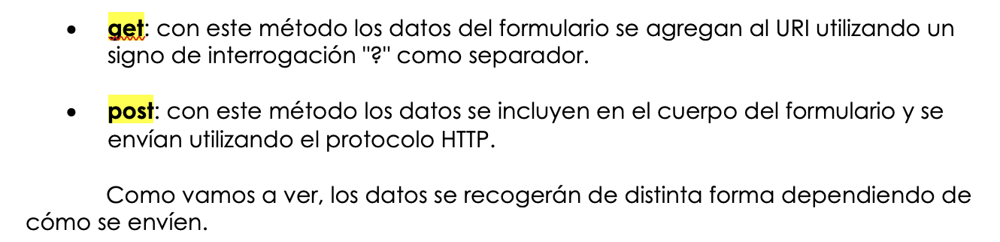 • get: con este método los datos del formulario se agregan al URI utilizando un
signo de interrogación "?" como separador.
• post: con este método los datos se incluyen en el cuerpo del formulario y se
envían utilizando el protocolo HTTP.
Como vamos a ver, los datos se recogerán de distinta forma dependiendo de
cómo se envíen.